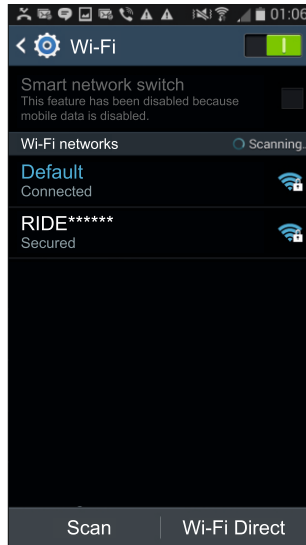 01:06
Wi-Fi
Smart network switch
This feature has been disabled because
mobile data is disabled.
Wi-Fi networks Scanning.
Default
Connected
RIDE******
Secured
Scan Wi-Fi Direct